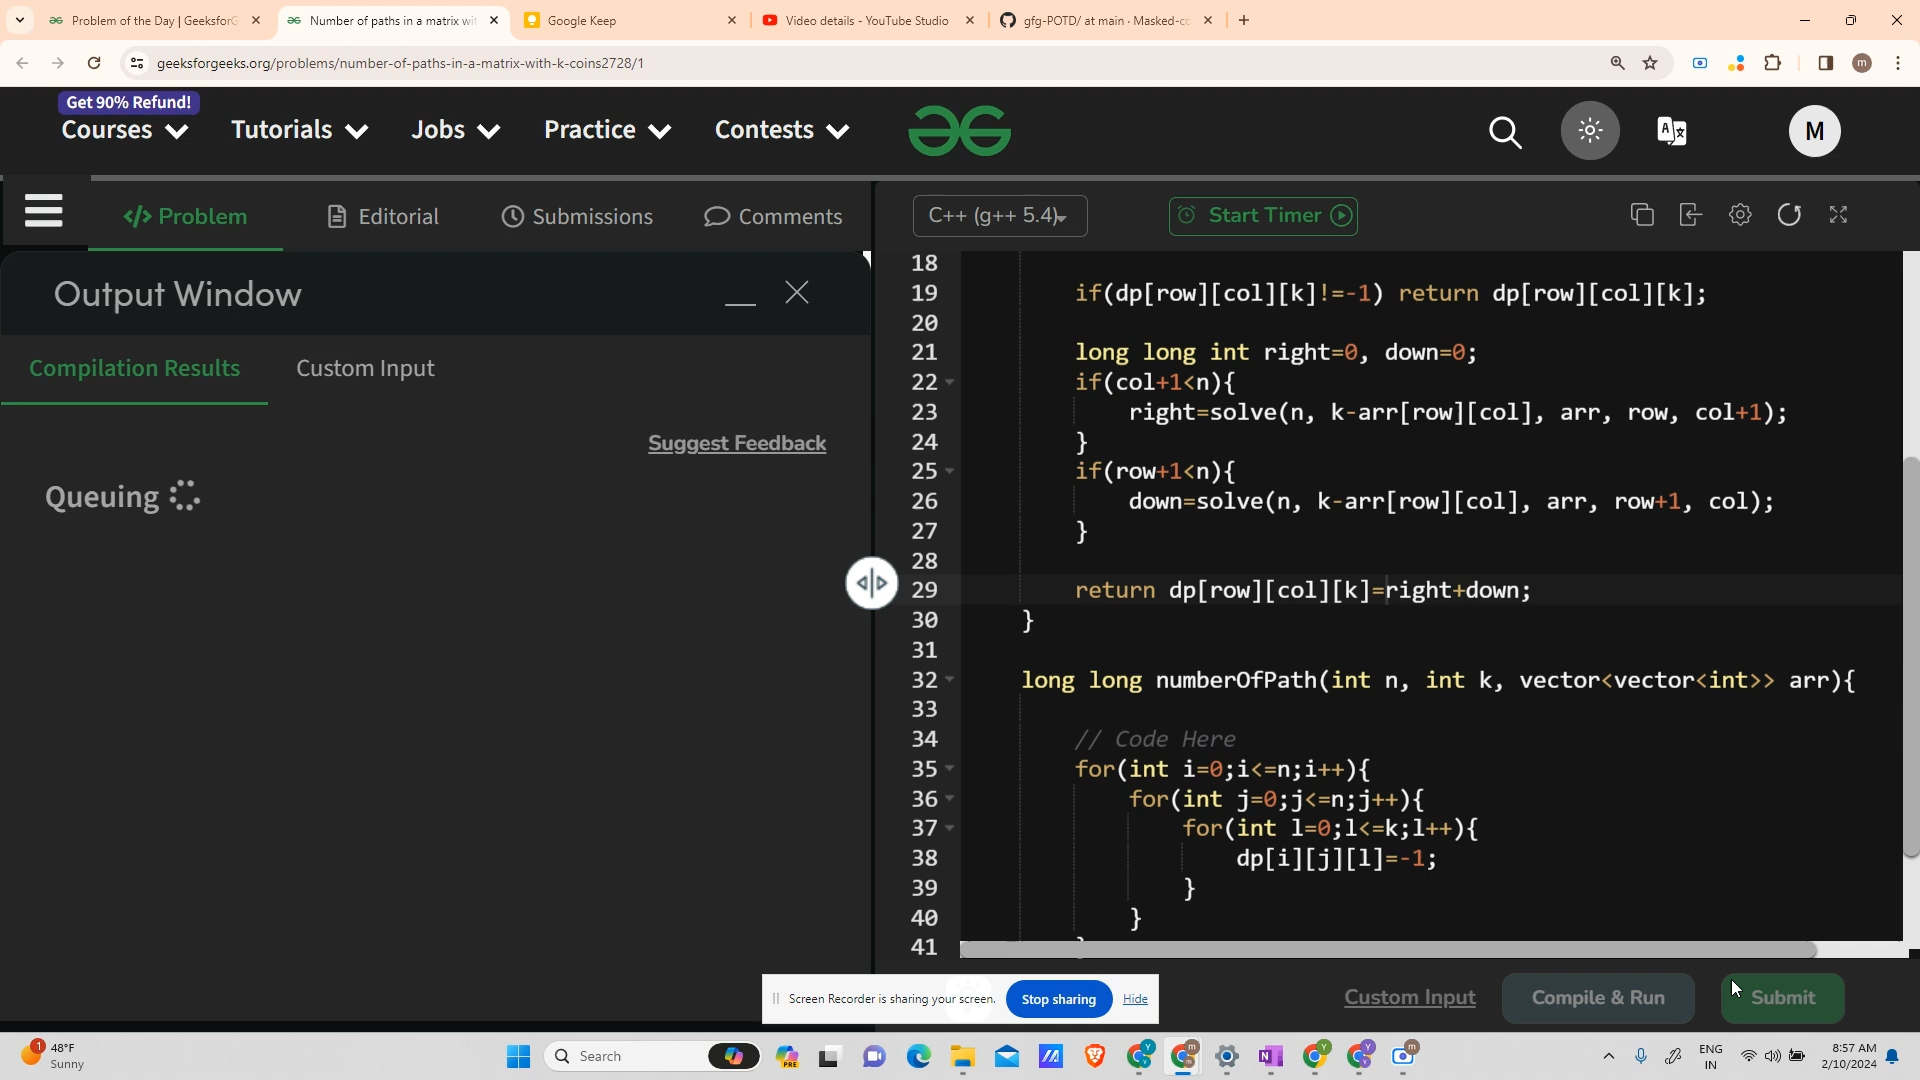 Problem of the Day | GeeksforG
Number of paths in a matrix wit
Google Keep
Video details - YouTube Studio
gfg-POTD/ at main · Masked-co
geeksforgeeks.org/problems/number-of-paths-in-a-matrix-with-k-coins2728/1
m
Get 90% Refund!
Courses
Tutorials
Jobs
Practice
Contests
M
</> Problem
Editorial
Submissions
Comments
C++ (g++ 5.4)
Start Timer
Output Window
Compilation Results
Custom Input
Suggest Feedback
Queuing
18
19 if(dp[row][col][k]!=-1) return dp[row][col][k];
20
21 long long int right=0, down=0;
22 if(col+1<n){
23 right=solve(n, k-arr[row][col], arr, row, col+1);
24 }
25 if(row+1<n){
26 down=solve(n, k-arr[row][col], arr, row+1, col);
27 }
28
29 return dp[row][col][k]=right+down;
30 }
31
32 long long numberOfPath(int n, int k, vector<vector<int>> arr){
33
34 // Code Here
35 for(int i=0;i<=n;i++){
36 for(int j=0;j<=n;j++){
37 for(int l=0;l<=k;l++){
38 dp[i][j][l]=-1;
39 }
40 }
41
Screen Recorder is sharing your screen.
Stop sharing
Hide
Custom Input
Compile & Run
Submit
1
48°F
Sunny
Search
PRE
ENG
IN
8:57 AM
2/10/2024